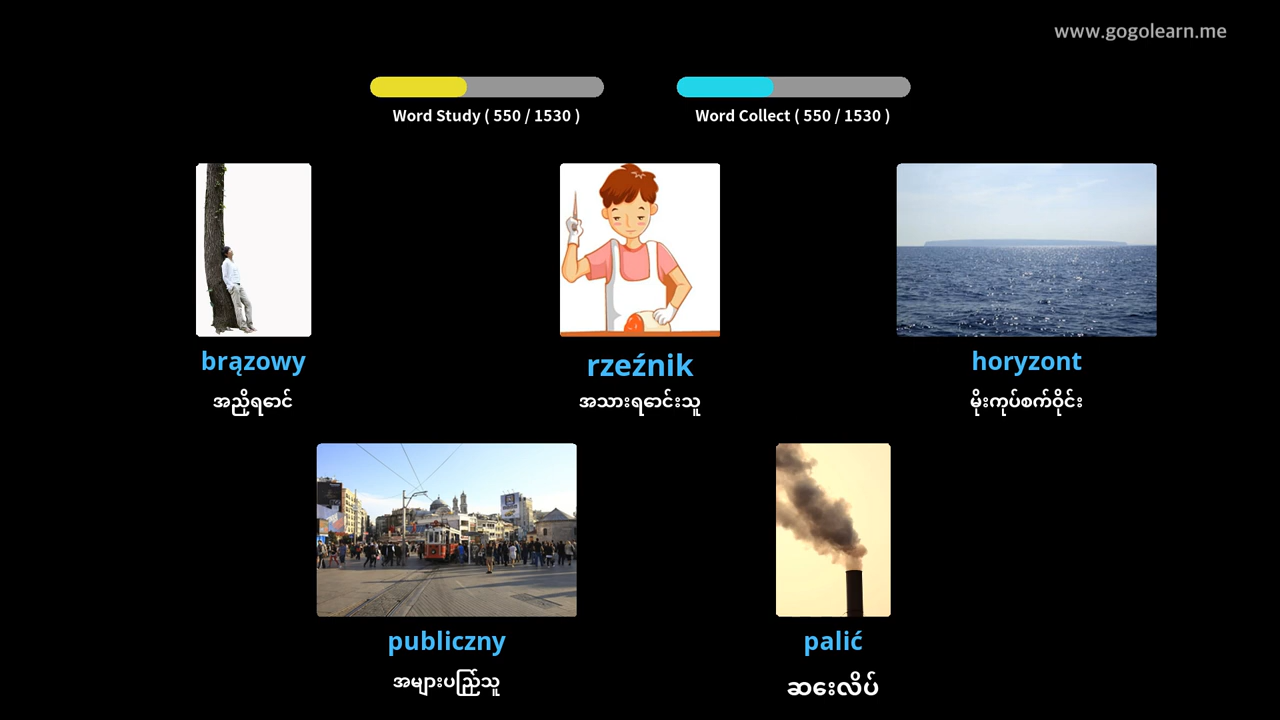 www.gogolearn.me
Word Study ( 550 / 1530 )
Word Collect ( 550 / 1530 )
brązowy
rzeźnik
horyzont
အညိုရောင်
အသားရောင်းသူ
မိုးကုပ်စက်ဝိုင်း
publiczny
palić
အများပြည်သူ
ဆေးလိပ်